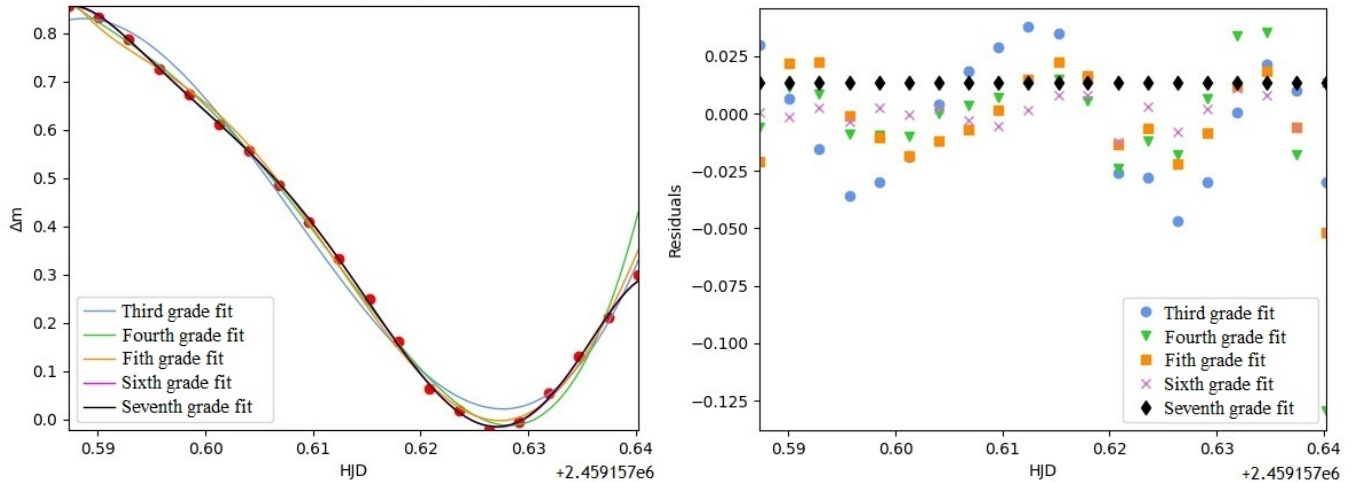 0.8
0.7
0.6
0.5
0.4
0.3
0.2
0.1
0.0
Δm
Third grade fit
Fourth grade fit
Fith grade fit
Sixth grade fit
Seventh grade fit
0.59 0.60 0.61 0.62 0.63 0.64
HJD
+2.459157e6
0.025
0.000
−0.025
−0.050
−0.075
−0.100
−0.125
Residuals
Third grade fit
Fourth grade fit
Fith grade fit
Sixth grade fit
Seventh grade fit
0.59 0.60 0.61 0.62 0.63 0.64
HJD
+2.459157e6